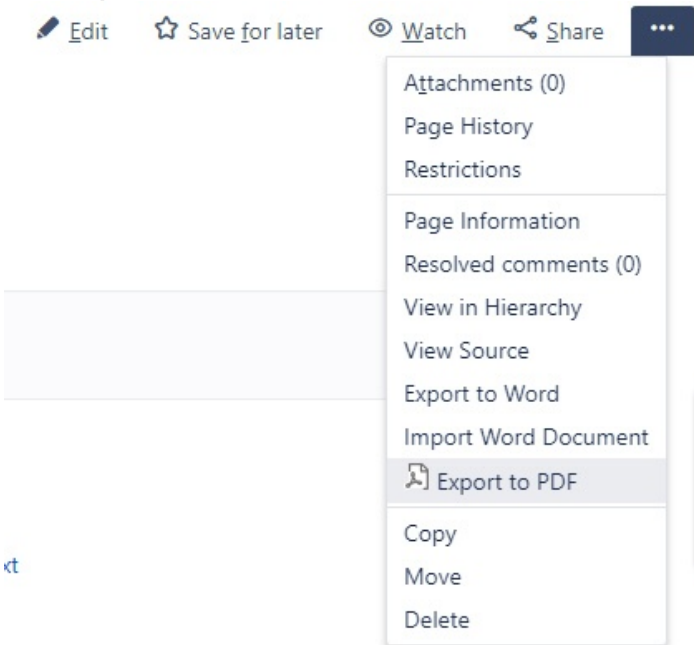 Edit Save for later Watch Share •••
Attachments (0)
Page History
Restrictions
Page Information
Resolved comments (0)
View in Hierarchy
View Source
Export to Word
Import Word Document
Export to PDF
Copy
xt
Move
Delete